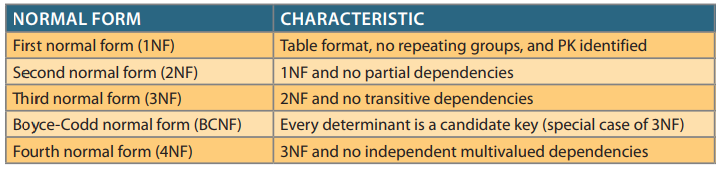 NORMAL FORM CHARACTERISTIC
First normal form (1NF) Table format, no repeating groups, and PK identified
Second normal form (2NF) 1NF and no partial dependencies
Third normal form (3NF) 2NF and no transitive dependencies
Boyce-Codd normal form (BCNF) Every determinant is a candidate key (special case of 3NF)
Fourth normal form (4NF) 3NF and no independent multivalued dependencies